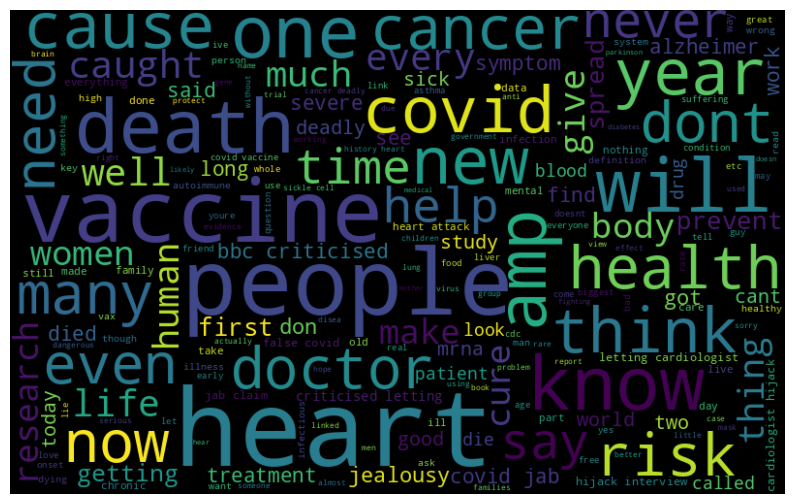 cause
one
cancer
never
way
great
wrong
brain
ive
person
name
caught
every
symptom
system
parkinson
alzheimer
everything
said
much
sick
year
work
need
high
done
protect
without
cancer deadly
asthma
link
data
anti
suffering
spread
severe
something
death
trial
due
covid
give
diabetes
deadly
see
government
infection
dont
read
working
right
history heart
nothing
condition
doesn
key
whole
covid vaccine
well
long
time
new
blood
definition
etc
may
likely
autoimmune
use
sickle cell
mental
drug
used
youre
medical
find
will
vaccine
evidence
question
help
doesnt
heart attack
everyone
view
tell
guy
body
prevent
women
friend
children
bbc criticised
study
effect
still
made
family
liver
food
lung
amp
human
many
vax
people
virus
group
come
biggest
care
got
cant
health
healthy
died
though
dangerous
first
don
disea
mother
make
look
cdc
fighting
bad
rate
sorry
actually
false covid
old
man
rare
think
research
even
take
real
mrna
report
letting cardiologist
illness
early
doctor
hope
patient
using
problem
book
cure
live
today
lie
life
jab claim
criticised letting
age
know
thing
cardiologist hijack
serious
let
infectious
heart
ill
linked
good
die
part
world
two
day
case
mask
now
hear
men
say
yes
little
risk
love
onset
getting
treatment
ask
jealousy
covid jab
free
better
dying
chronic
want
someone
almost
families
hijack interview
called